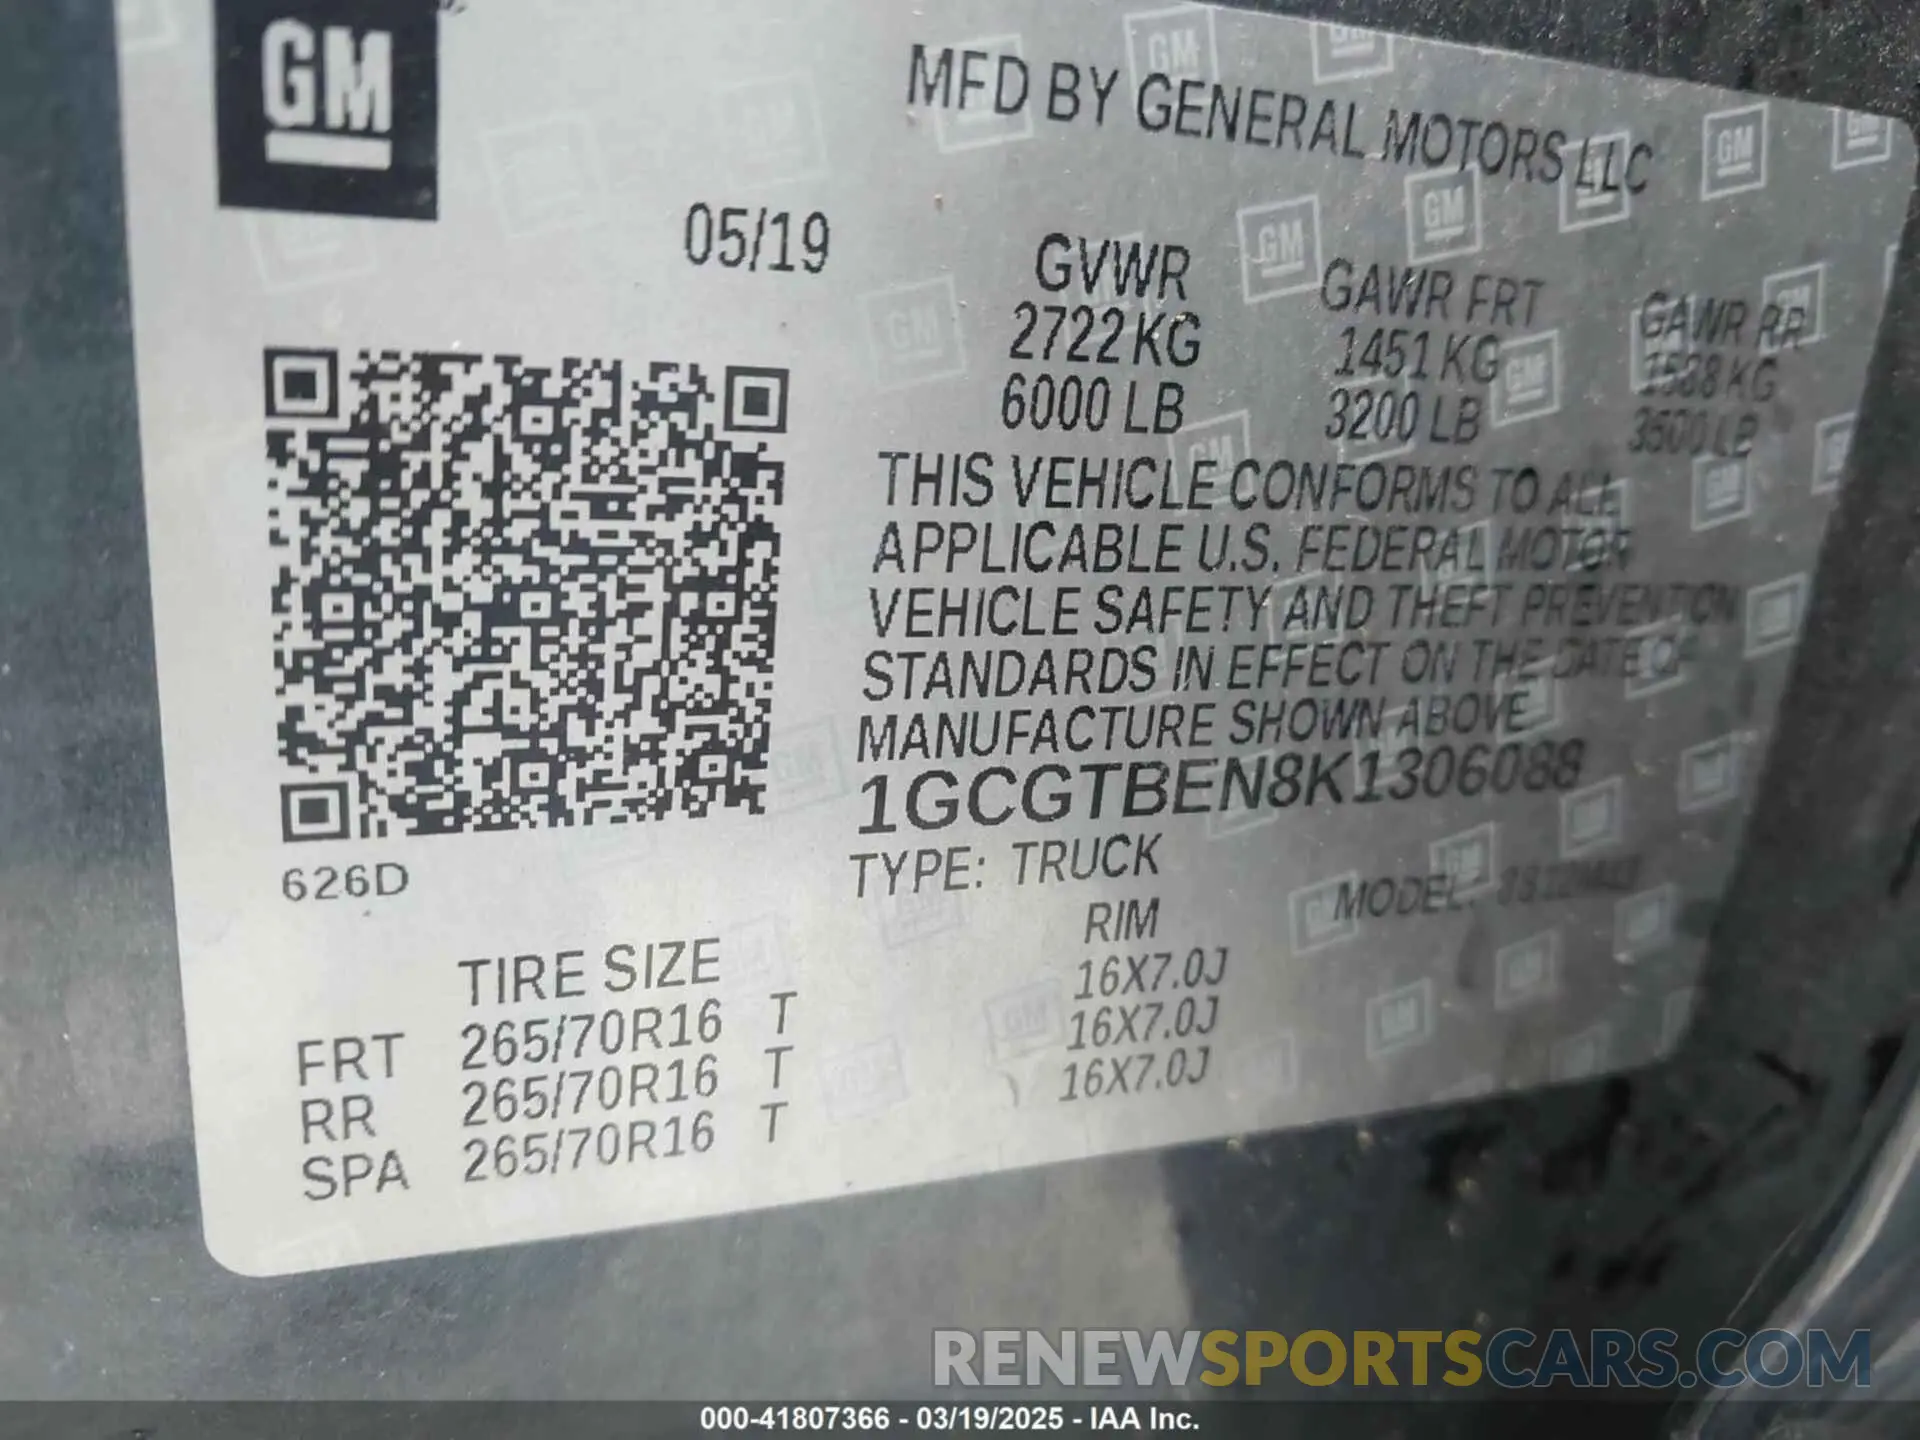 GM
MFD BY GENERAL MOTORS LLC
05/19
GVWR GAWR FRT GAWR RR
2722 KG 1451 KG 1588 KG
6000 LB 3200 LB 3500 LB
THIS VEHICLE CONFORMS TO ALL
APPLICABLE U.S. FEDERAL MOTOR
VEHICLE SAFETY AND THEFT PREVENTION
STANDARDS IN EFFECT ON THE DATE OF
MANUFACTURE SHOWN ABOVE
1GCGTBEN8K1306088
626D
TYPE: TRUCK MODEL:
TIRE SIZE RIM
FRT 265/70R16 T 16X7.0J
RR 265/70R16 T 16X7.0J
SPA 265/70R16 T 16X7.0J
RENEWSPORTSCARS.COM
000-41807366 - 03/19/2025 - IAA Inc.